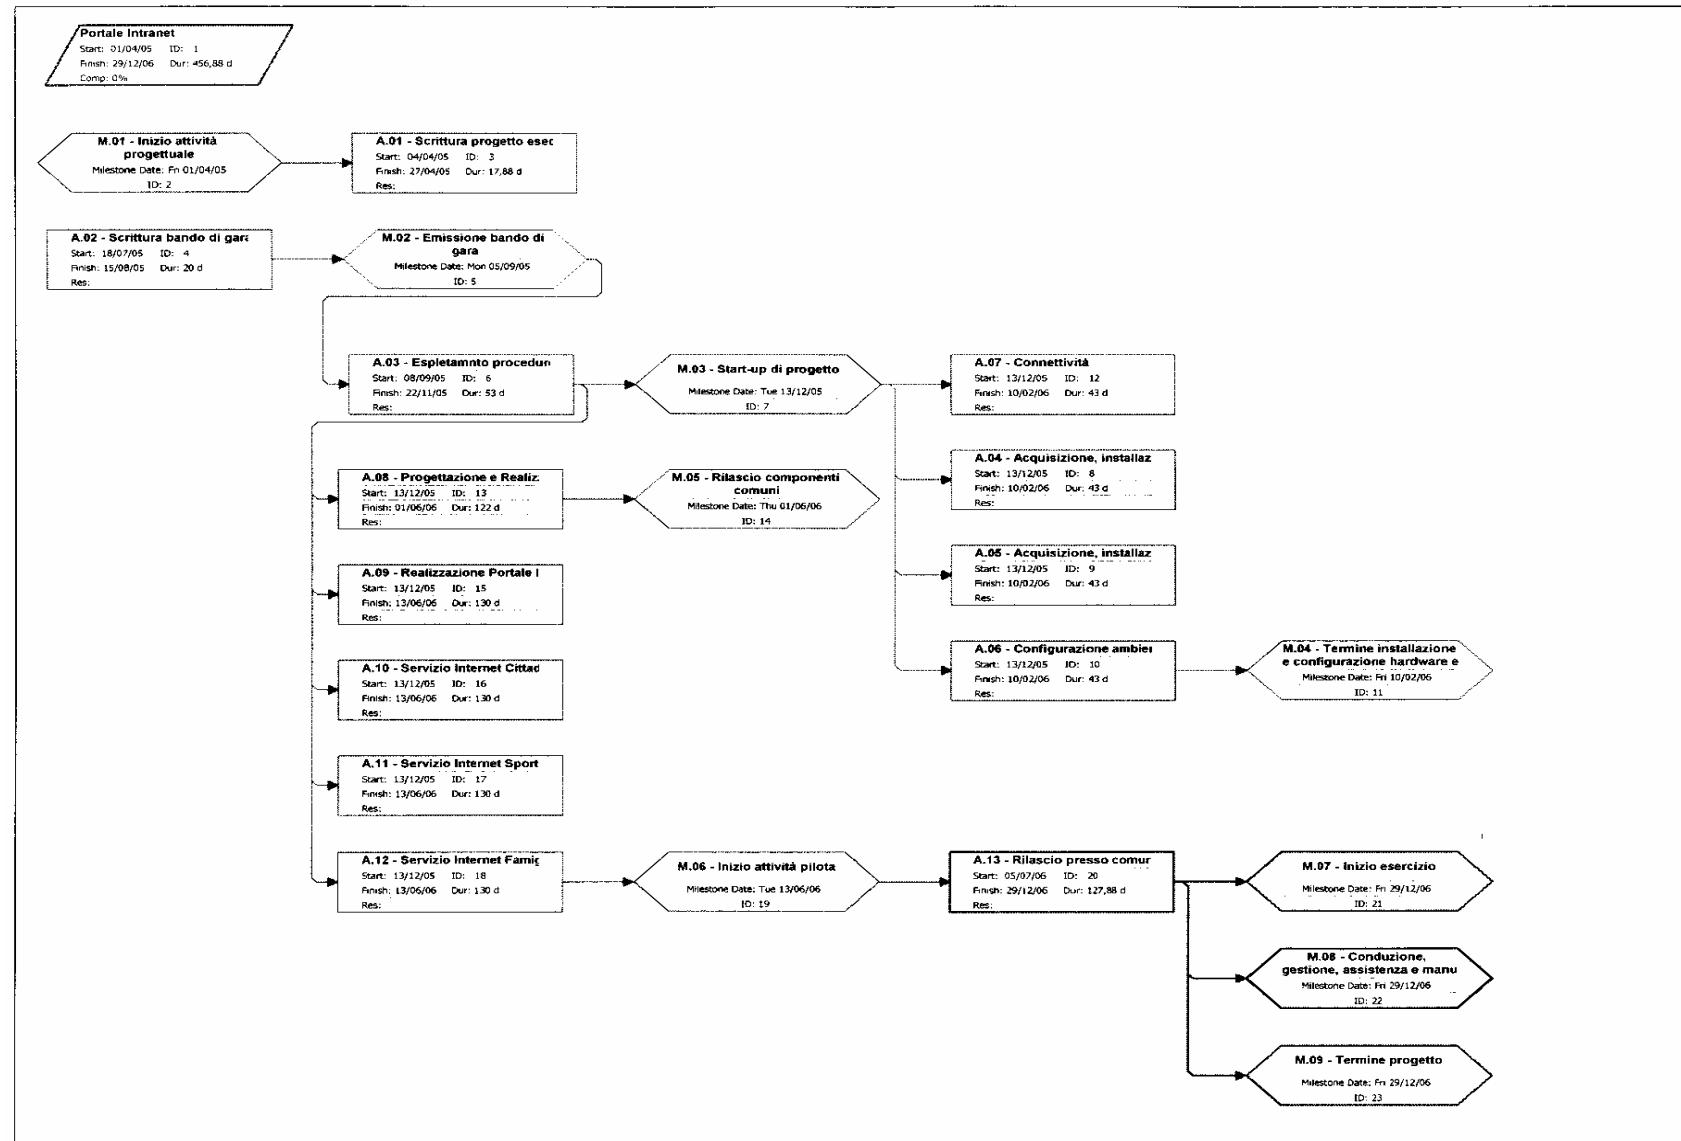 Portale Intranet
Start: 01/04/05 ID: 1
Finish: 29/12/06 Dur: 456,88 d
Comp: 0%
M.01 - Inizio attività
progettuale
Milestone Date: Fri 01/04/05
ID: 2
A.01 - Scrittura progetto esec
Start: 04/04/05 ID: 3
Finish: 27/04/05 Dur: 17,88 d
Res:
A.02 - Scrittura bando di gara
Start: 18/07/05 ID: 4
Finish: 15/08/05 Dur: 20 d
Res:
M.02 - Emissione bando di
gara
Milestone Date: Mon 05/09/05
ID: 5
A.03 - Espletamnto procedur
Start: 08/09/05 ID: 6
Finish: 22/11/05 Dur: 53 d
Res:
M.03 - Start-up di progetto
Milestone Date: Tue 13/12/05
ID: 7
A.07 - Connettività
Start: 13/12/05 ID: 12
Finish: 10/02/06 Dur: 43 d
Res:
A.08 - Progettazione e Realiz
Start: 13/12/05 ID: 13
Finish: 01/06/06 Dur: 122 d
Res:
M.05 - Rilascio componenti
comuni
Milestone Date: Thu 01/06/06
ID: 14
A.04 - Acquisizione, installaz
Start: 13/12/05 ID: 8
Finish: 10/02/06 Dur: 43 d
Res:
A.09 - Realizzazione Portale I
Start: 13/12/05 ID: 15
Finish: 13/06/06 Dur: 130 d
Res:
A.05 - Acquisizione, installaz
Start: 13/12/05 ID: 9
Finish: 10/02/06 Dur: 43 d
Res:
A.10 - Servizio Internet Cittad
Start: 13/12/05 ID: 16
Finish: 13/06/06 Dur: 130 d
Res:
A.06 - Configurazione ambier
Start: 13/12/05 ID: 10
Finish: 10/02/06 Dur: 43 d
Res:
M.04 - Termine installazione
e configurazione hardware e
Milestone Date: Fri 10/02/06
ID: 11
A.11 - Servizio Internet Sport
Start: 13/12/05 ID: 17
Finish: 13/06/06 Dur: 130 d
Res:
A.12 - Servizio Internet Famig
Start: 13/12/05 ID: 18
Finish: 13/06/06 Dur: 130 d
Res:
M.06 - Inizio attività pilota
Milestone Date: Tue 13/06/06
ID: 19
A.13 - Rilascio presso comur
Start: 05/07/06 ID: 20
Finish: 29/12/06 Dur: 127,88 d
Res:
M.07 - Inizio esercizio
Milestone Date: Fri 29/12/06
ID: 21
M.08 - Conduzione,
gestione, assistenza e manu
Milestone Date: Fri 29/12/06
ID: 22
M.09 - Termine progetto
Milestone Date: Fri 29/12/06
ID: 23